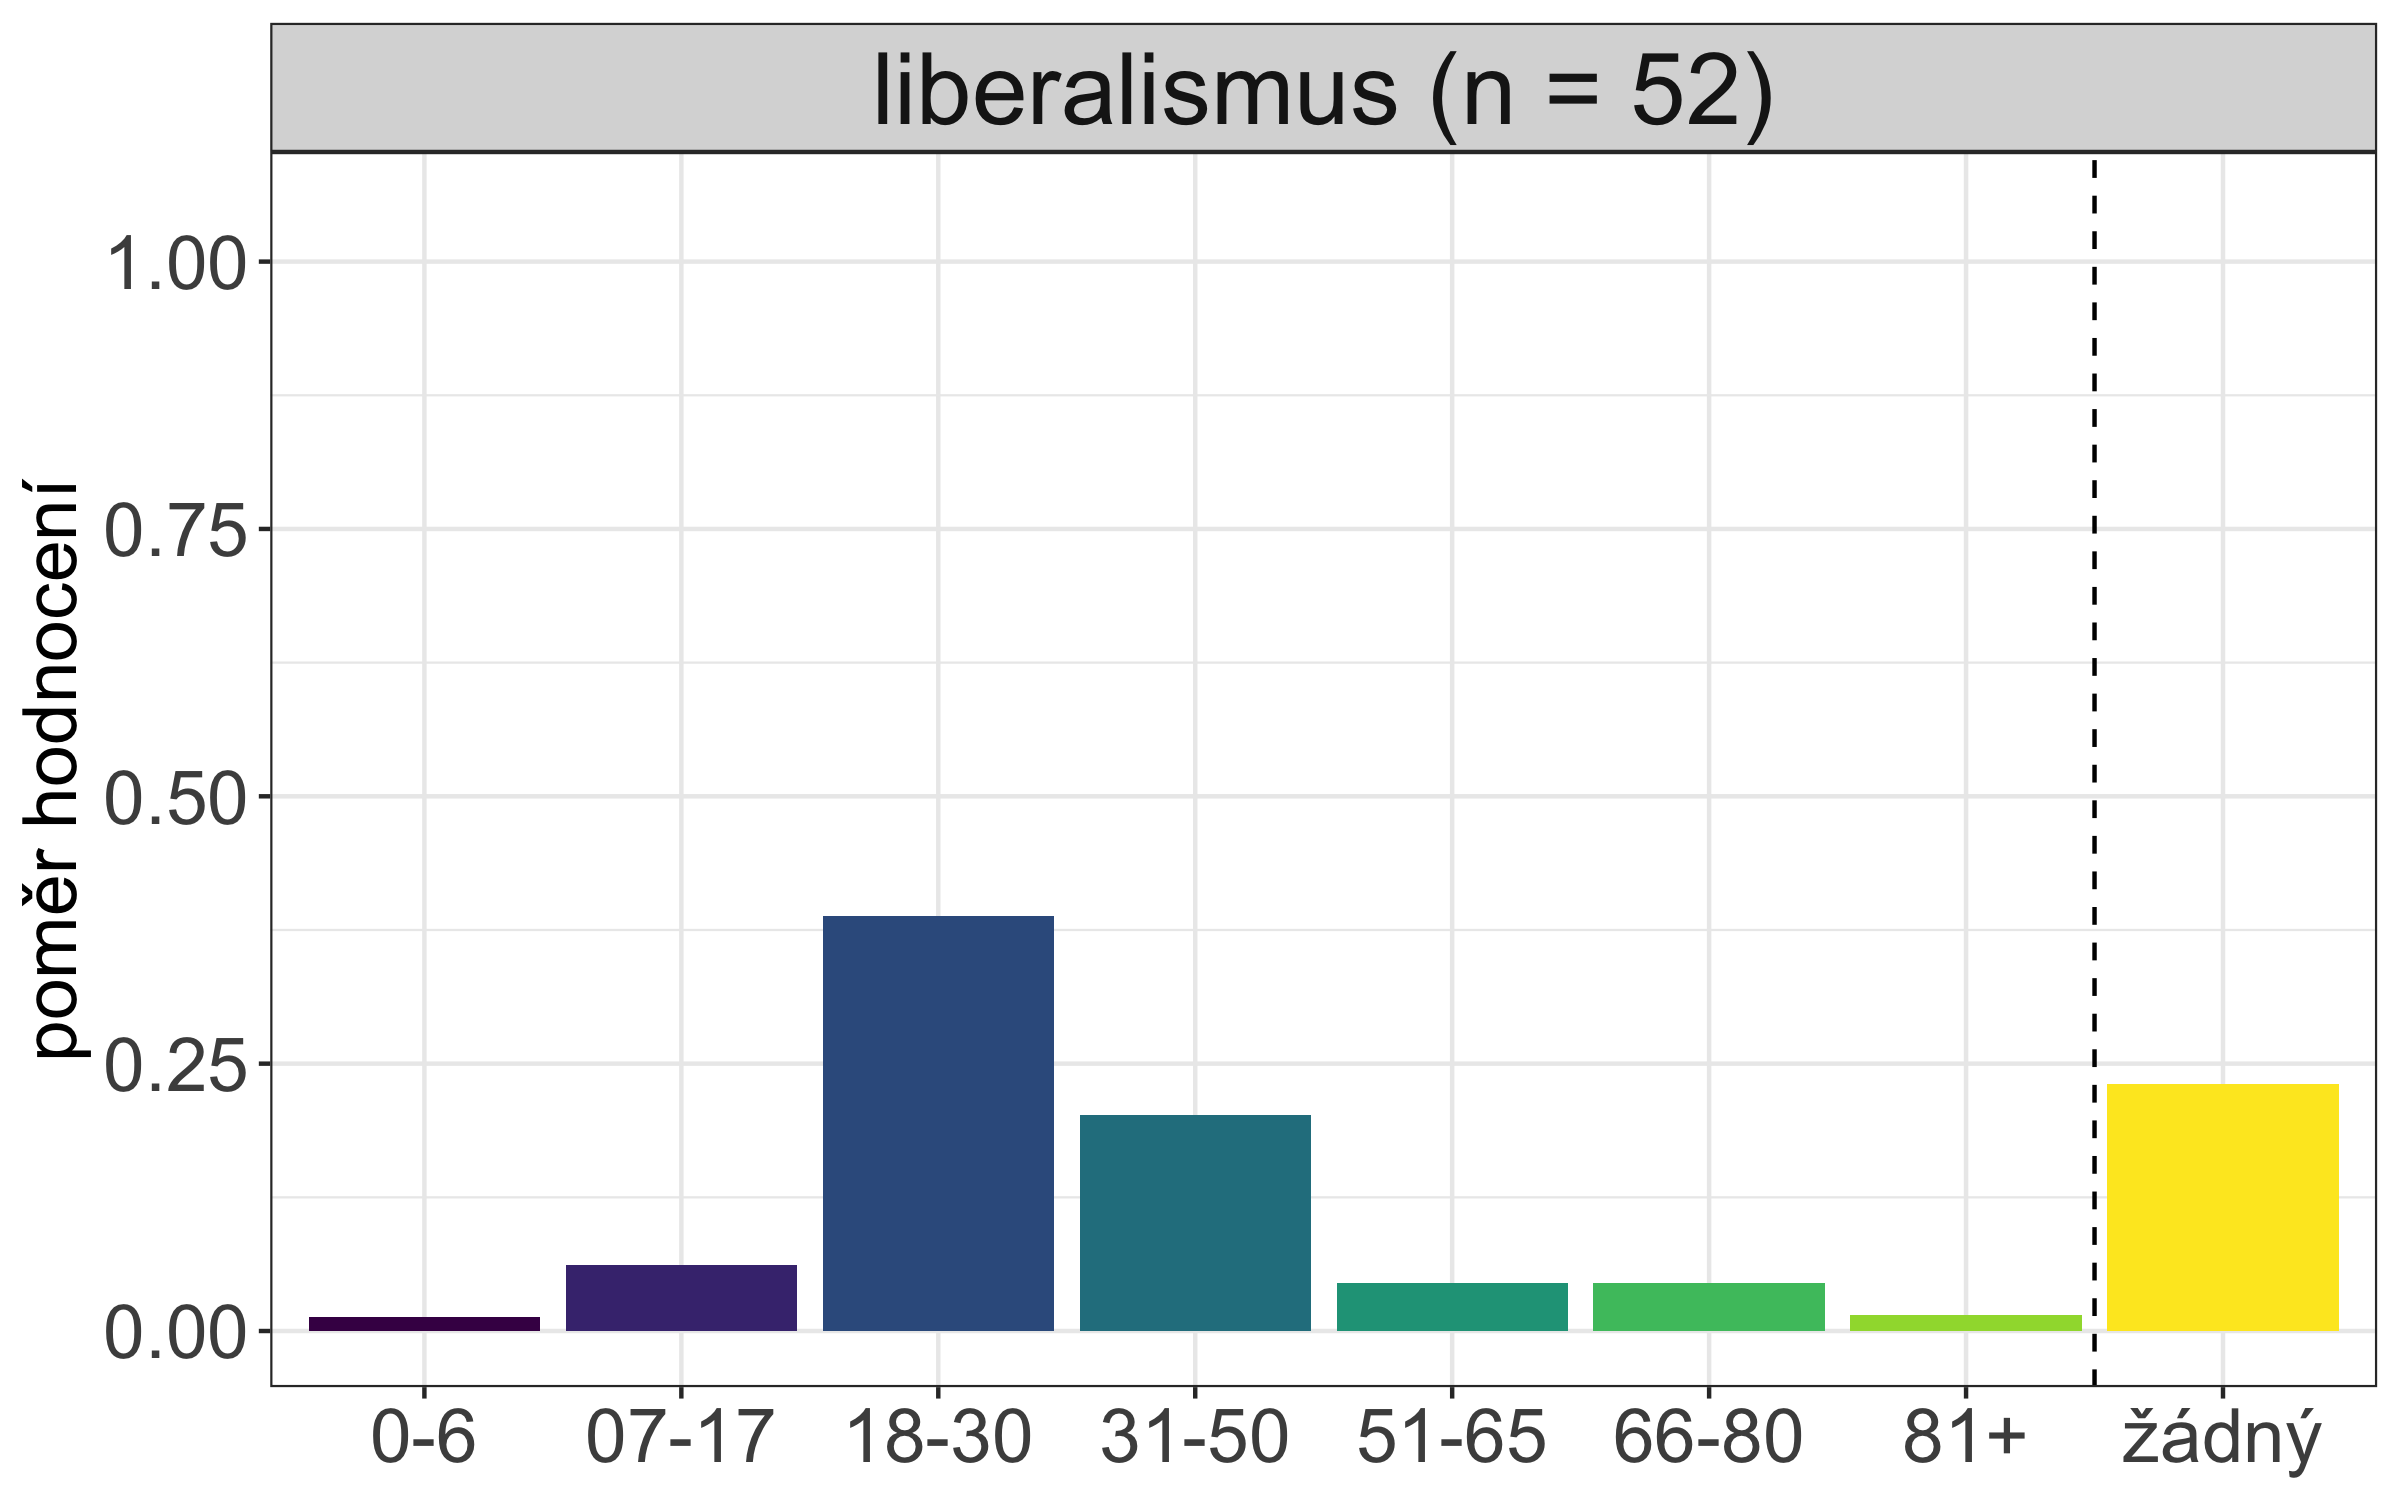 liberalismus (n = 52)
poměr hodnocení
1.00
0.75
0.50
0.25
0.00
0-6 07-17 18-30 31-50 51-65 66-80 81+ žádný